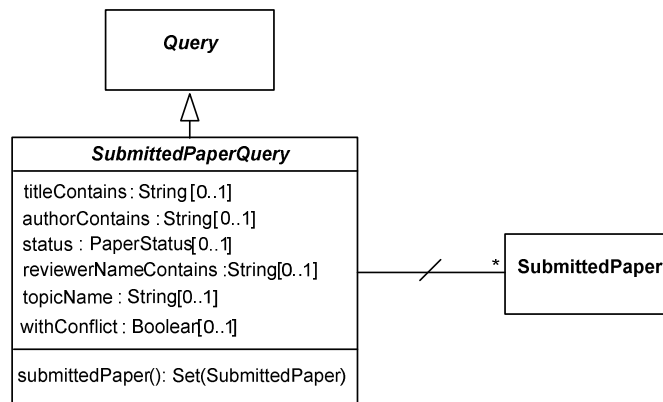 Query
SubmittedPaperQuery
titleContains : String[0..1]
authorContains : String[0..1]
status : PaperStatus[0..1]
reviewerNameContains :String[0..1]
topicName : String[0..1]
withConflict : Boolear[0..1]
submittedPaper(): Set(SubmittedPaper)
*
SubmittedPaper